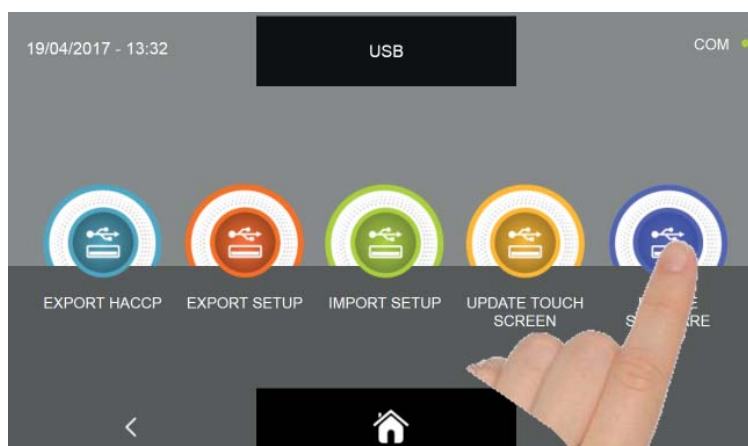 19/04/2017 - 13:32
USB
COM
EXPORT HACCP
EXPORT SETUP
IMPORT SETUP
UPDATE TOUCH
SCREEN